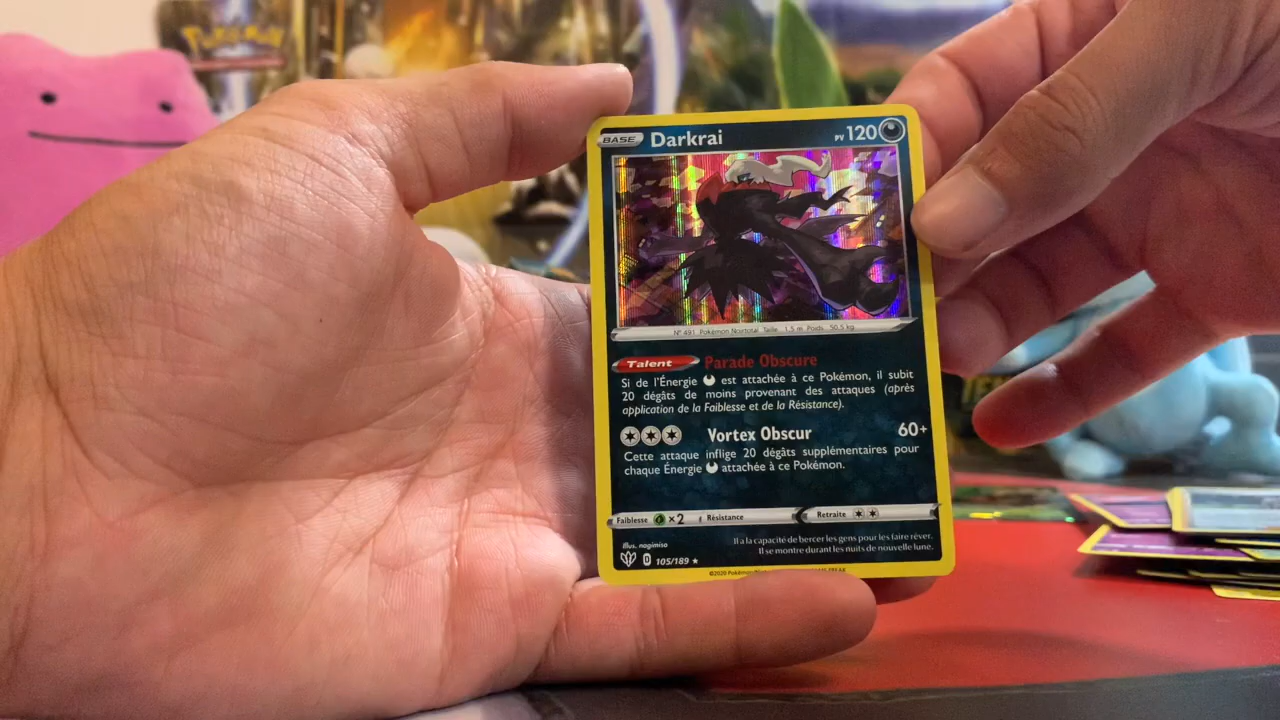 Pokémon
BASE Darkrai PV 120
N° 491 Pokémon Noirtotal Taille 1,5 m Poids 50,5 kg
Talent Parade Obscure
Si de l'Énergie est attachée à ce Pokémon, il subit
20 dégâts de moins provenant des attaques (après
application de la Faiblesse et de la Résistance).
Vortex Obscur 60+
Cette attaque inflige 20 dégâts supplémentaires pour
chaque Énergie attachée à ce Pokémon.
Faiblesse ×2 Résistance Retraite
Illus. nagimiso
Il a la capacité de bercer les gens pour les faire rêver.
Il se montre durant les nuits de nouvelle lune.
D 105/189 ★
©2020 Pokémon